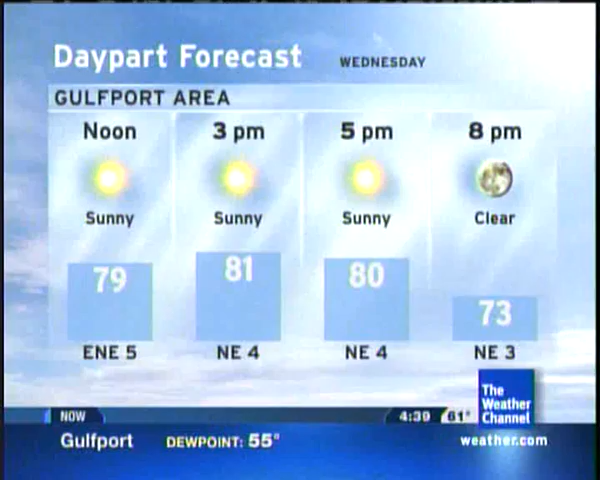 Daypart Forecast WEDNESDAY
GULFPORT AREA
Noon 3 pm 5 pm 8 pm
Sunny Sunny Sunny Clear
79 81 80 73
ENE 5 NE 4 NE 4 NE 3
The
Weather
Channel
NOW 4:39 61°
Gulfport DEWPOINT: 55° weather.com